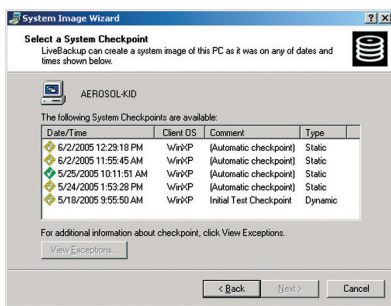 System Image Wizard
Select a System Checkpoint
LiveBackup can create a system image of this PC as it was on any of dates and
times shown below.
AEROSOL-KID
The following System Checkpoints are available:
Date/Time Client OS Comment Type
6/2/2005 12:29:18 PM WinXP (Automatic checkpoint) Static
6/2/2005 11:55:45 AM WinXP (Automatic checkpoint) Static
5/25/2005 10:11:51 AM WinXP (Automatic checkpoint) Static
5/24/2005 1:53:28 PM WinXP (Automatic checkpoint) Static
5/18/2005 9:55:50 AM WinXP Initial Test Checkpoint Dynamic
For additional information about checkpoint, click View Exceptions.
View Exceptions...
< Back Next > Cancel